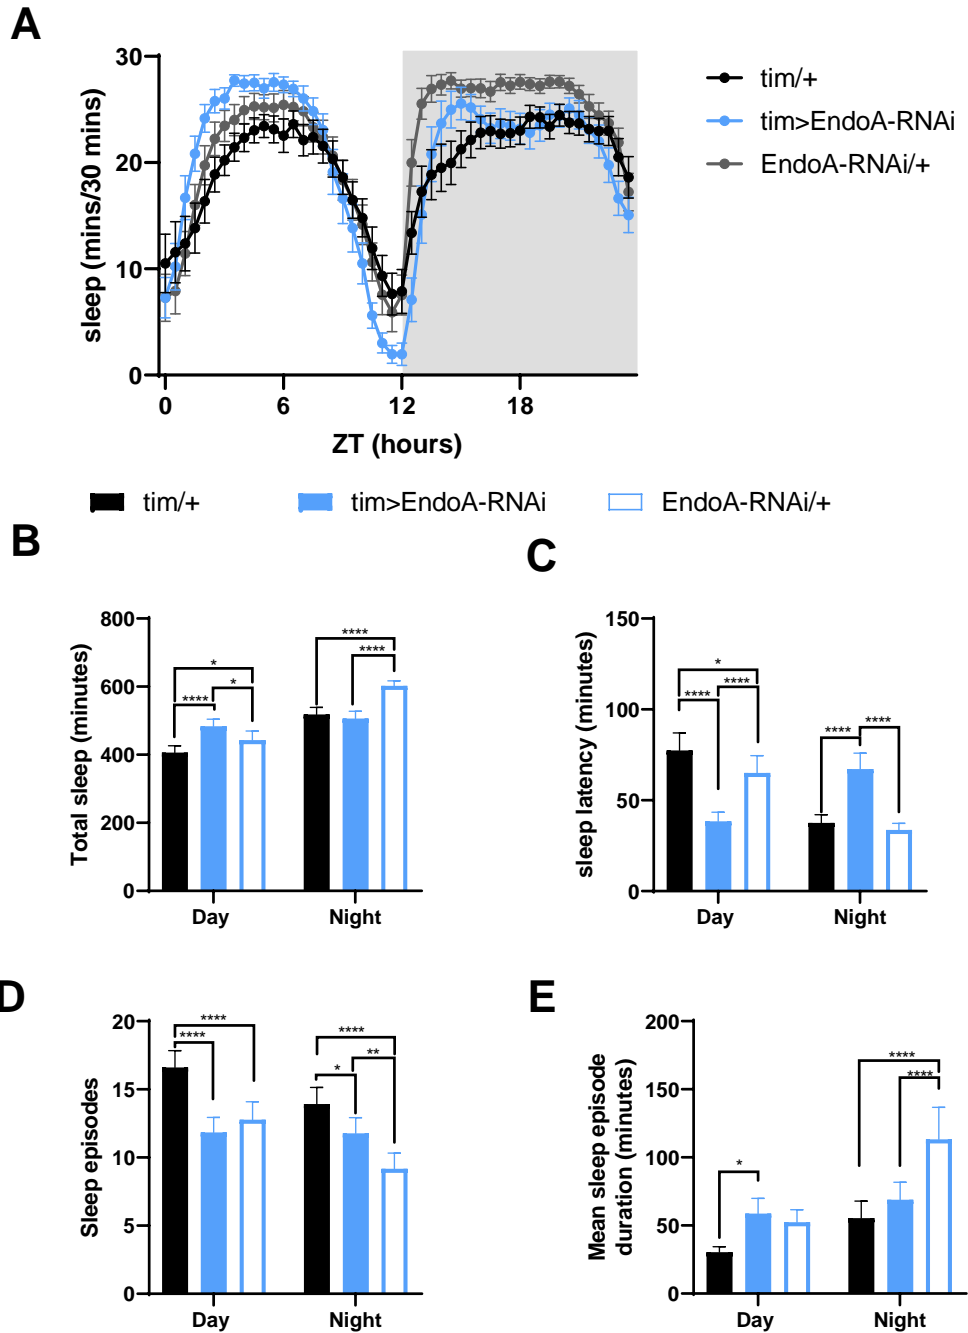 A
30
20
10
0
sleep (mins/30 mins)
0 6 12 18
ZT (hours)
tim/+
tim>EndoA-RNAi
EndoA-RNAi/+
tim/+ tim>EndoA-RNAi EndoA-RNAi/+
B
Total sleep (minutes)
800
600
400
200
0
* **** * **** ****
Day Night
C
sleep latency (minutes)
150
100
50
0
* **** **** **** ****
Day Night
D
Sleep episodes
20
15
10
5
0
**** **** **** ** *
Day Night
E
Mean sleep episode
duration (minutes)
200
150
100
50
0
* **** ****
Day Night